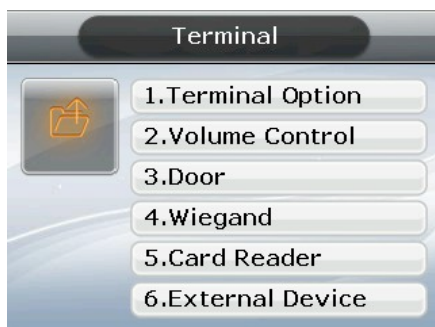 Terminal
1.Terminal Option
2.Volume Control
3.Door
4.Wiegand
5.Card Reader
6.External Device